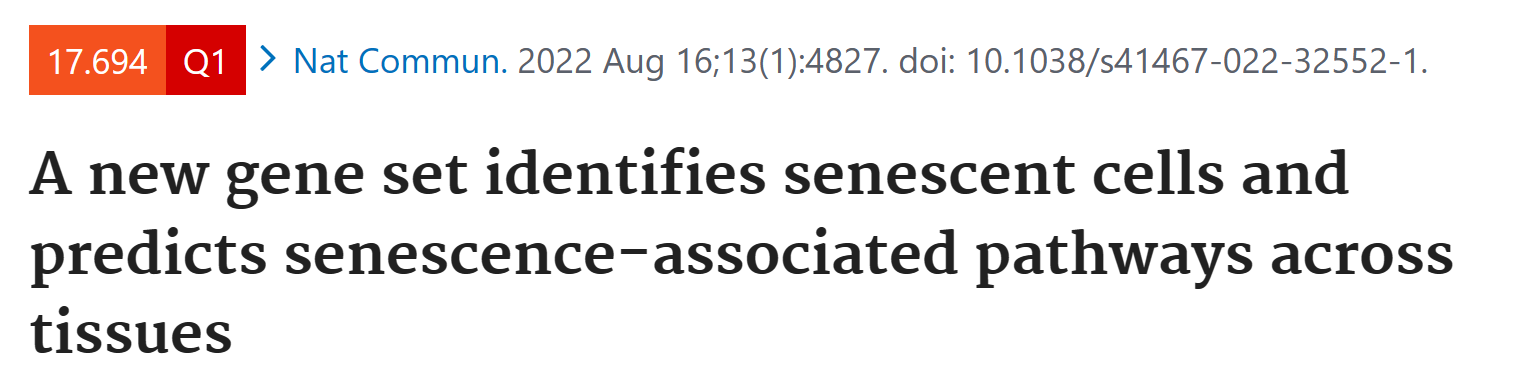 17.694 Q1 > Nat Commun. 2022 Aug 16;13(1):4827. doi: 10.1038/s41467-022-32552-1.
A new gene set identifies senescent cells and
predicts senescence-associated pathways across
tissues